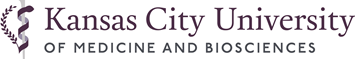 Kansas City University
OF MEDICINE AND BIOSCIENCES